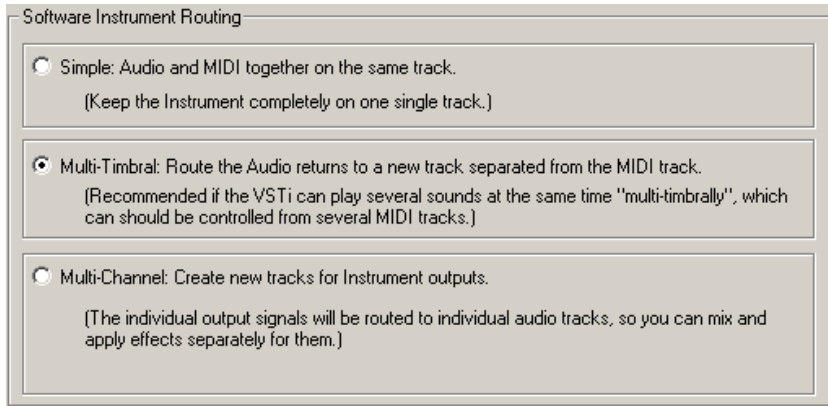 Software Instrument Routing
Simple: Audio and MIDI together on the same track.
(Keep the Instrument completely on one single track.)
Multi-Timbral: Route the Audio returns to a new track separated from the MIDI track.
(Recommended if the VSTi can play several sounds at the same time "multi-timbrally", which
can should be controlled from several MIDI tracks.)
Multi-Channel: Create new tracks for Instrument outputs.
(The individual output signals will be routed to individual audio tracks, so you can mix and
apply effects separately for them.)